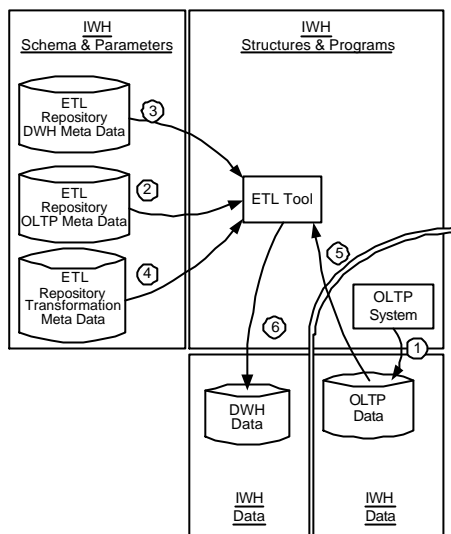 IWH
Schema & Parameters
IWH
Structures & Programs
ETL
Repository
DWH Meta Data
3
ETL
Repository
OLTP Meta Data
2
ETL Tool
ETL
Repository
Transformation
Meta Data
4
5
OLTP
System
6
1
DWH
Data
OLTP
Data
IWH
Data
IWH
Data